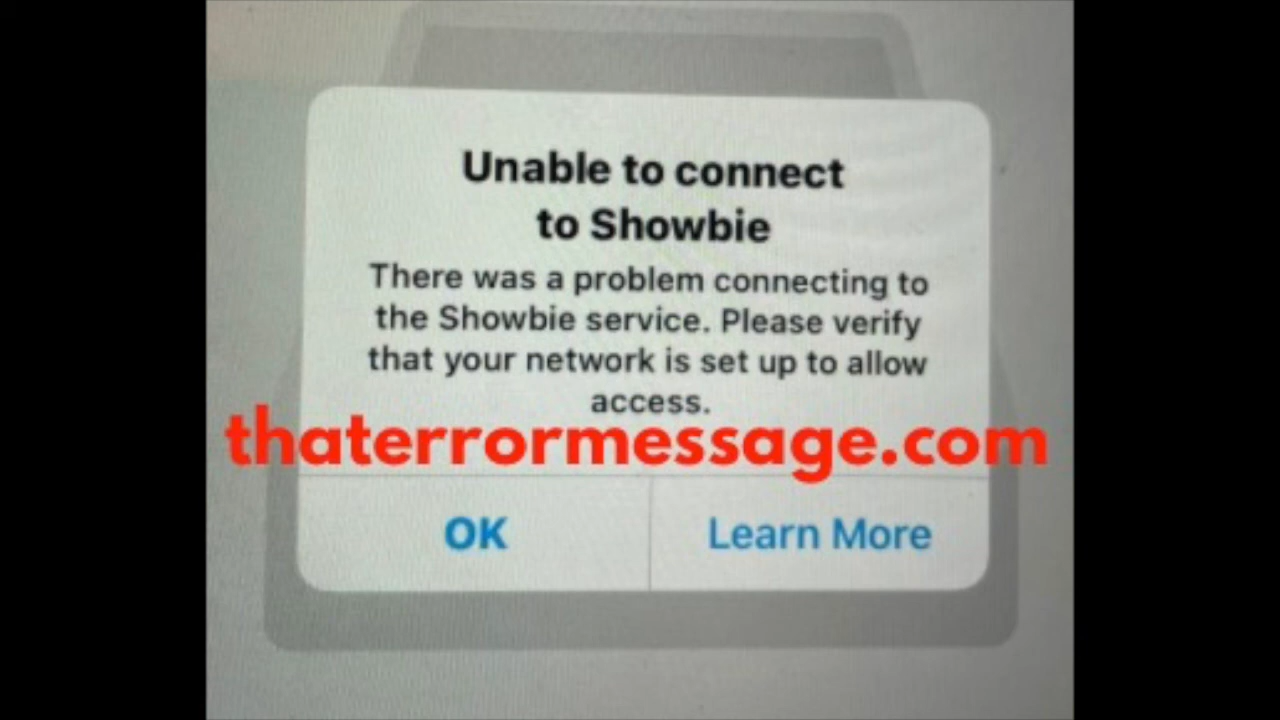 Unable to connect
to Showbie
There was a problem connecting to
the Showbie service. Please verify
that your network is set up to allow
access.
thaterrormessage.com
OK
Learn More